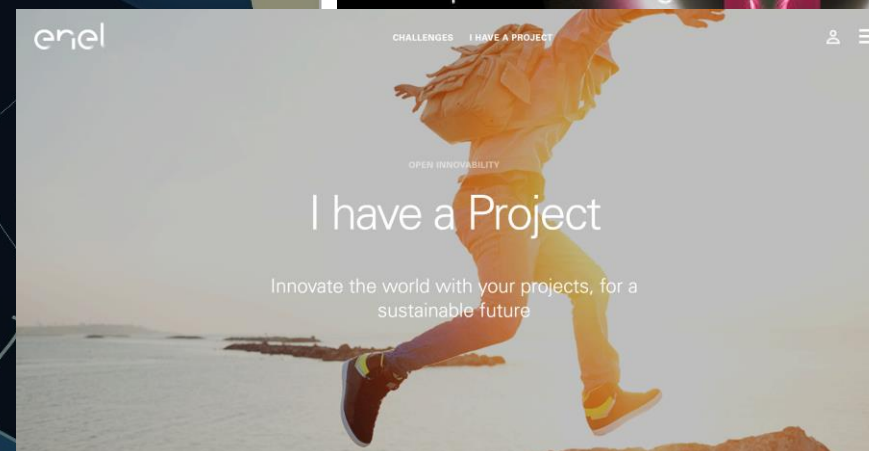 enel
CHALLENGES I HAVE A PROJECT
OPEN INNOVABILITY
I have a Project
Innovate the world with your projects, for a
sustainable future